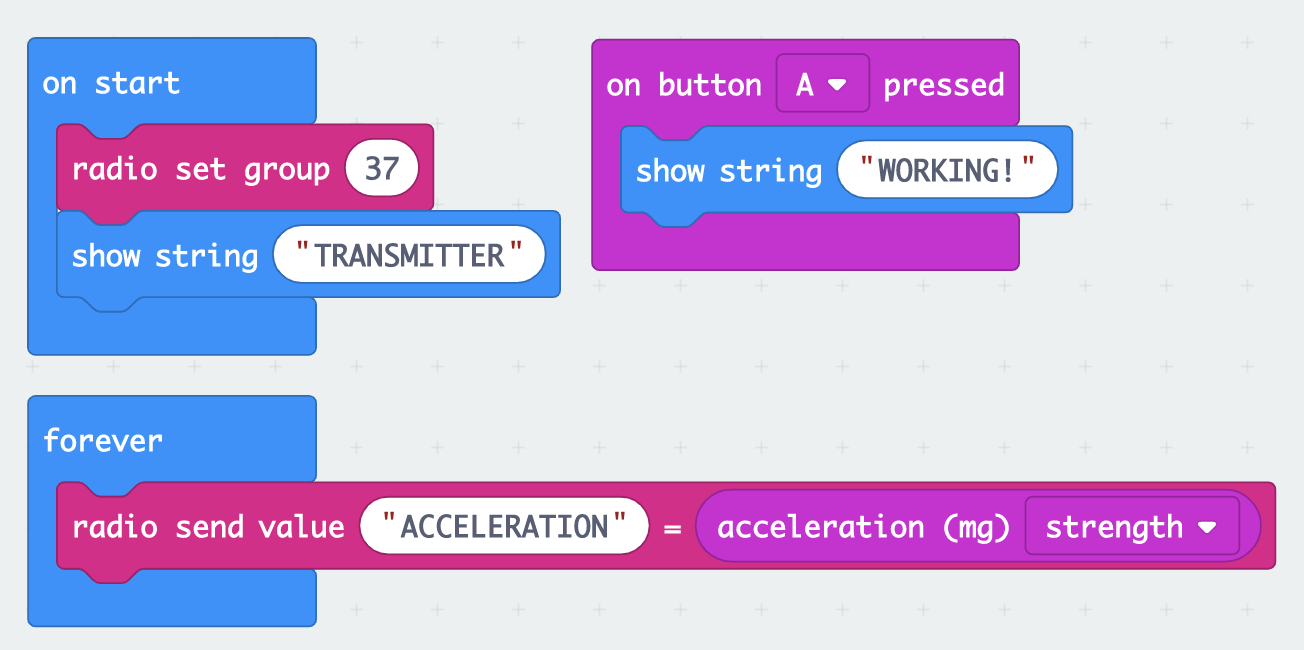 on start
radio set group 37
show string "TRANSMITTER"
on button A pressed
show string "WORKING!"
forever
radio send value "ACCELERATION" = acceleration (mg) strength